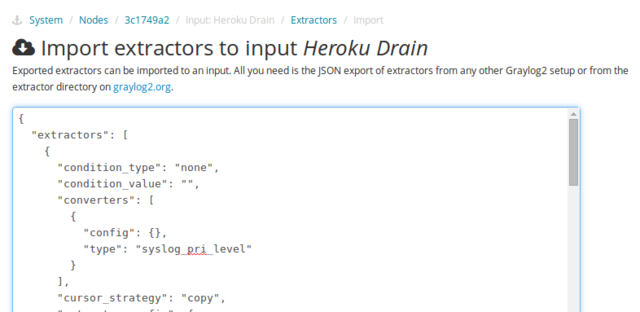 System / Nodes / 3c1749a2 / Input: Heroku Drain / Extractors / Import
Import extractors to input Heroku Drain
Exported extractors can be imported to an input. All you need is the JSON export of extractors from any other Graylog2 setup or from the
extractor directory on graylog2.org.
{
  "extractors": [
    {
      "condition_type": "none",
      "condition_value": "",
      "converters": [
        {
          "config": {},
          "type": "syslog_pri_level"
        }
      ],
      "cursor_strategy": "copy",